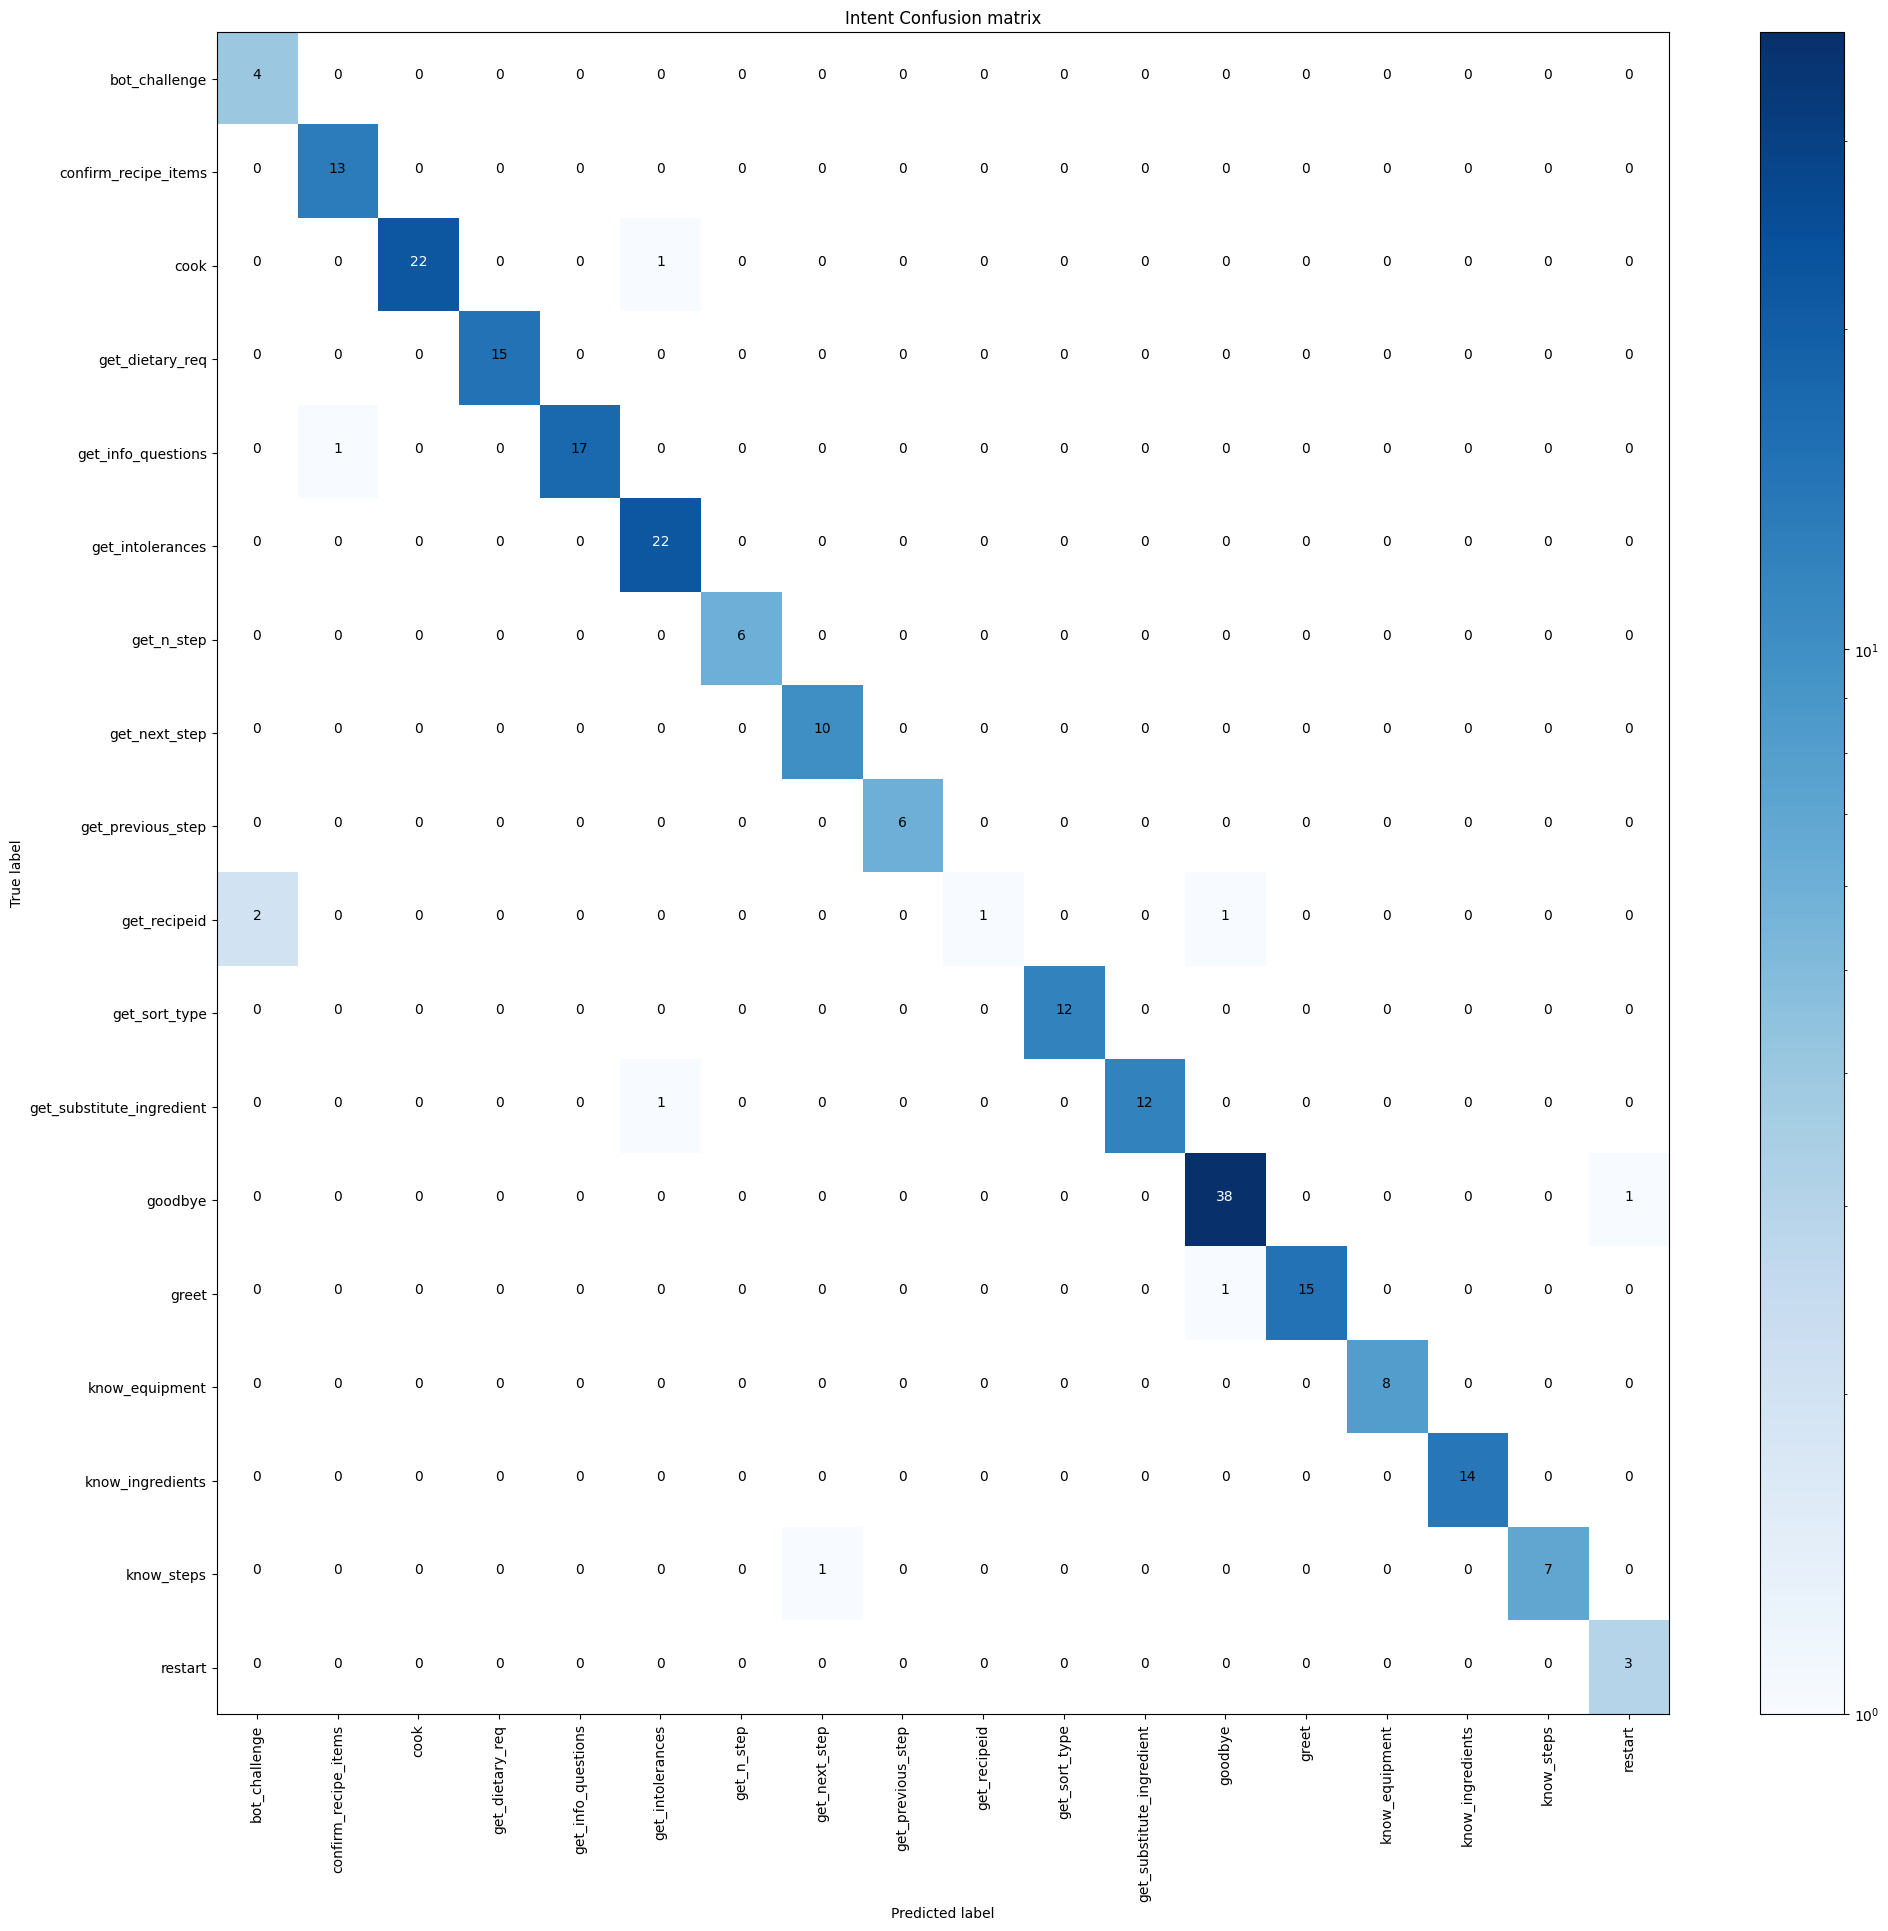 Intent Confusion matrix
bot_challenge 4 0 0 0 0 0 0 0 0 0 0 0 0 0 0 0 0 0
confirm_recipe_items 0 13 0 0 0 0 0 0 0 0 0 0 0 0 0 0 0 0
cook 0 0 22 0 0 1 0 0 0 0 0 0 0 0 0 0 0 0
get_dietary_req 0 0 0 15 0 0 0 0 0 0 0 0 0 0 0 0 0 0
get_info_questions 0 1 0 0 17 0 0 0 0 0 0 0 0 0 0 0 0 0
get_intolerances 0 0 0 0 0 22 0 0 0 0 0 0 0 0 0 0 0 0
get_n_step 0 0 0 0 0 0 6 0 0 0 0 0 0 0 0 0 0 0
10¹
get_next_step 0 0 0 0 0 0 0 10 0 0 0 0 0 0 0 0 0 0
get_previous_step 0 0 0 0 0 0 0 0 6 0 0 0 0 0 0 0 0 0
True label
get_recipeid 2 0 0 0 0 0 0 0 0 1 0 0 1 0 0 0 0 0
get_sort_type 0 0 0 0 0 0 0 0 0 0 12 0 0 0 0 0 0 0
get_substitute_ingredient 0 0 0 0 0 1 0 0 0 0 0 12 0 0 0 0 0 0
goodbye 0 0 0 0 0 0 0 0 0 0 0 0 38 0 0 0 0 1
greet 0 0 0 0 0 0 0 0 0 0 0 0 1 15 0 0 0 0
know_equipment 0 0 0 0 0 0 0 0 0 0 0 0 0 0 8 0 0 0
know_ingredients 0 0 0 0 0 0 0 0 0 0 0 0 0 0 0 14 0 0
know_steps 0 0 0 0 0 0 0 1 0 0 0 0 0 0 0 0 7 0
restart 0 0 0 0 0 0 0 0 0 0 0 0 0 0 0 0 0 3
10⁰
bot_challenge
confirm_recipe_items
cook
get_dietary_req
get_info_questions
get_intolerances
get_n_step
get_next_step
get_previous_step
get_recipeid
get_sort_type
get_substitute_ingredient
goodbye
greet
know_equipment
know_ingredients
know_steps
restart
Predicted label